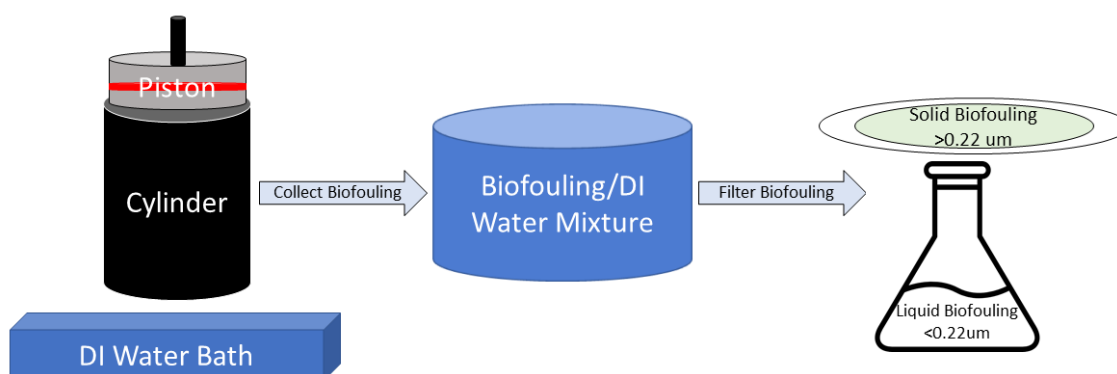 Piston
Cylinder
DI Water Bath
Collect Biofouling
Biofouling/DI
Water Mixture
Filter Biofouling
Solid Biofouling
>0.22 um
Liquid Biofouling
<0.22um